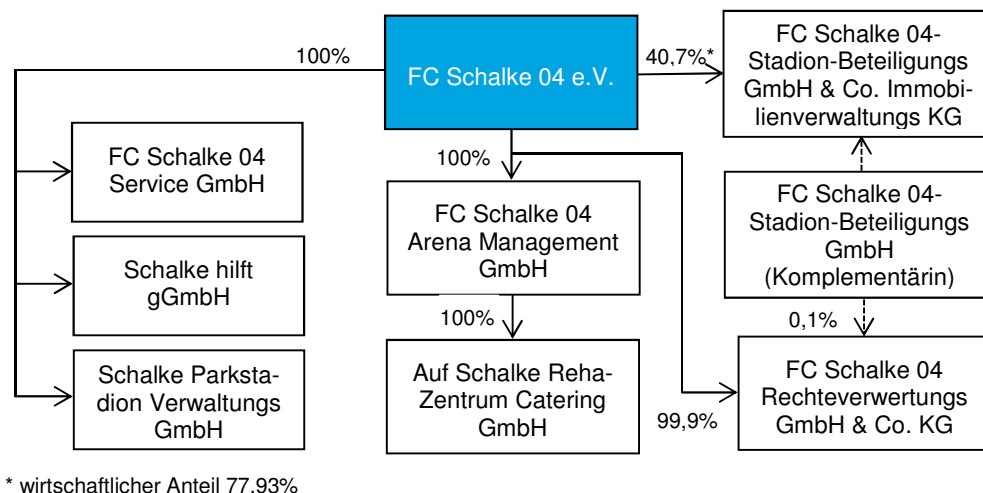 100%
FC Schalke 04 e.V.
40,7%*
FC Schalke 04-
Stadion-Beteiligungs
GmbH & Co. Immobi-
lienverwaltungs KG
FC Schalke 04
Service GmbH
100%
FC Schalke 04
Arena Management
GmbH
FC Schalke 04-
Stadion-Beteiligungs
GmbH
(Komplementärin)
Schalke hilft
gGmbH
100%
0,1%
Schalke Parksta-
dion Verwaltungs
GmbH
Auf Schalke Reha-
Zentrum Catering
GmbH
99,9%
FC Schalke 04
Rechteverwertungs
GmbH & Co. KG
* wirtschaftlicher Anteil 77,93%